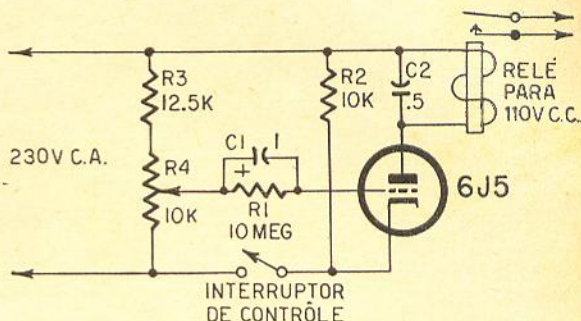 R3
12.5K
R2
10K
C2
.5
RELÉ
PARA
110V C.C.
230V C.A.
R4
10K
C1
1
+
R1
10 MEG
6J5
INTERRUPTOR
DE CONTRÔLE